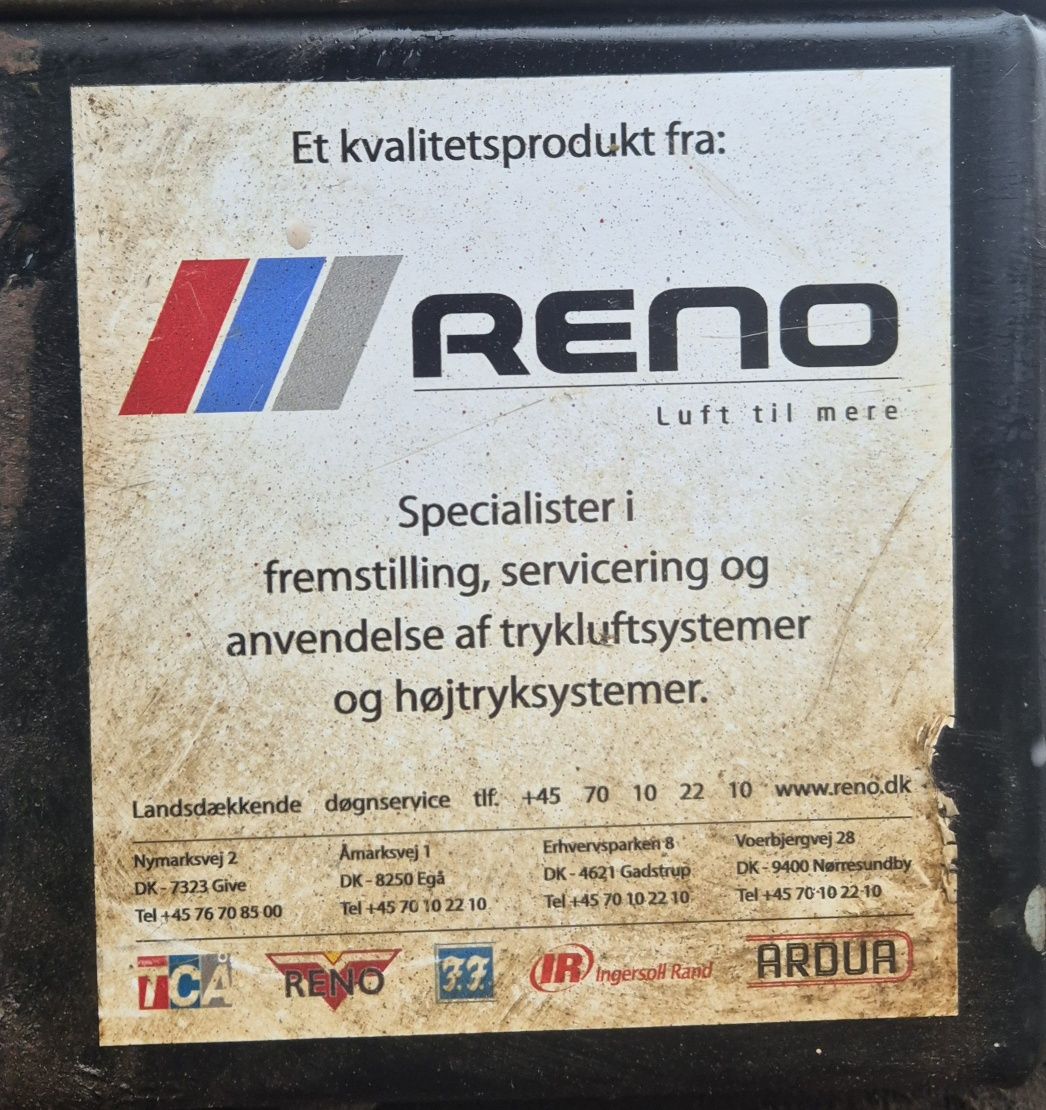 Et kvalitetsprodukt fra:
RENO
Luft til mere
Specialister i
fremstilling, servicering og
anvendelse af trykluftsystemer
og højtryksystemer.
Landsdækkende døgnservice tlf. +45 70 10 22 10 www.reno.dk
Nymarksvej 2
DK - 7323 Give
Tel +45 76 70 85 00
Åmarksvej 1
DK - 8250 Egå
Tel +45 70 10 22 10
Erhvervsparken 8
DK - 4621 Gadstrup
Tel +45 70 10 22 10
Voerbjergvej 28
DK - 9400 Nørresundby
Tel +45 70 10 22 10
TCÅ RENO J.J. IR Ingersoll Rand ARDUA